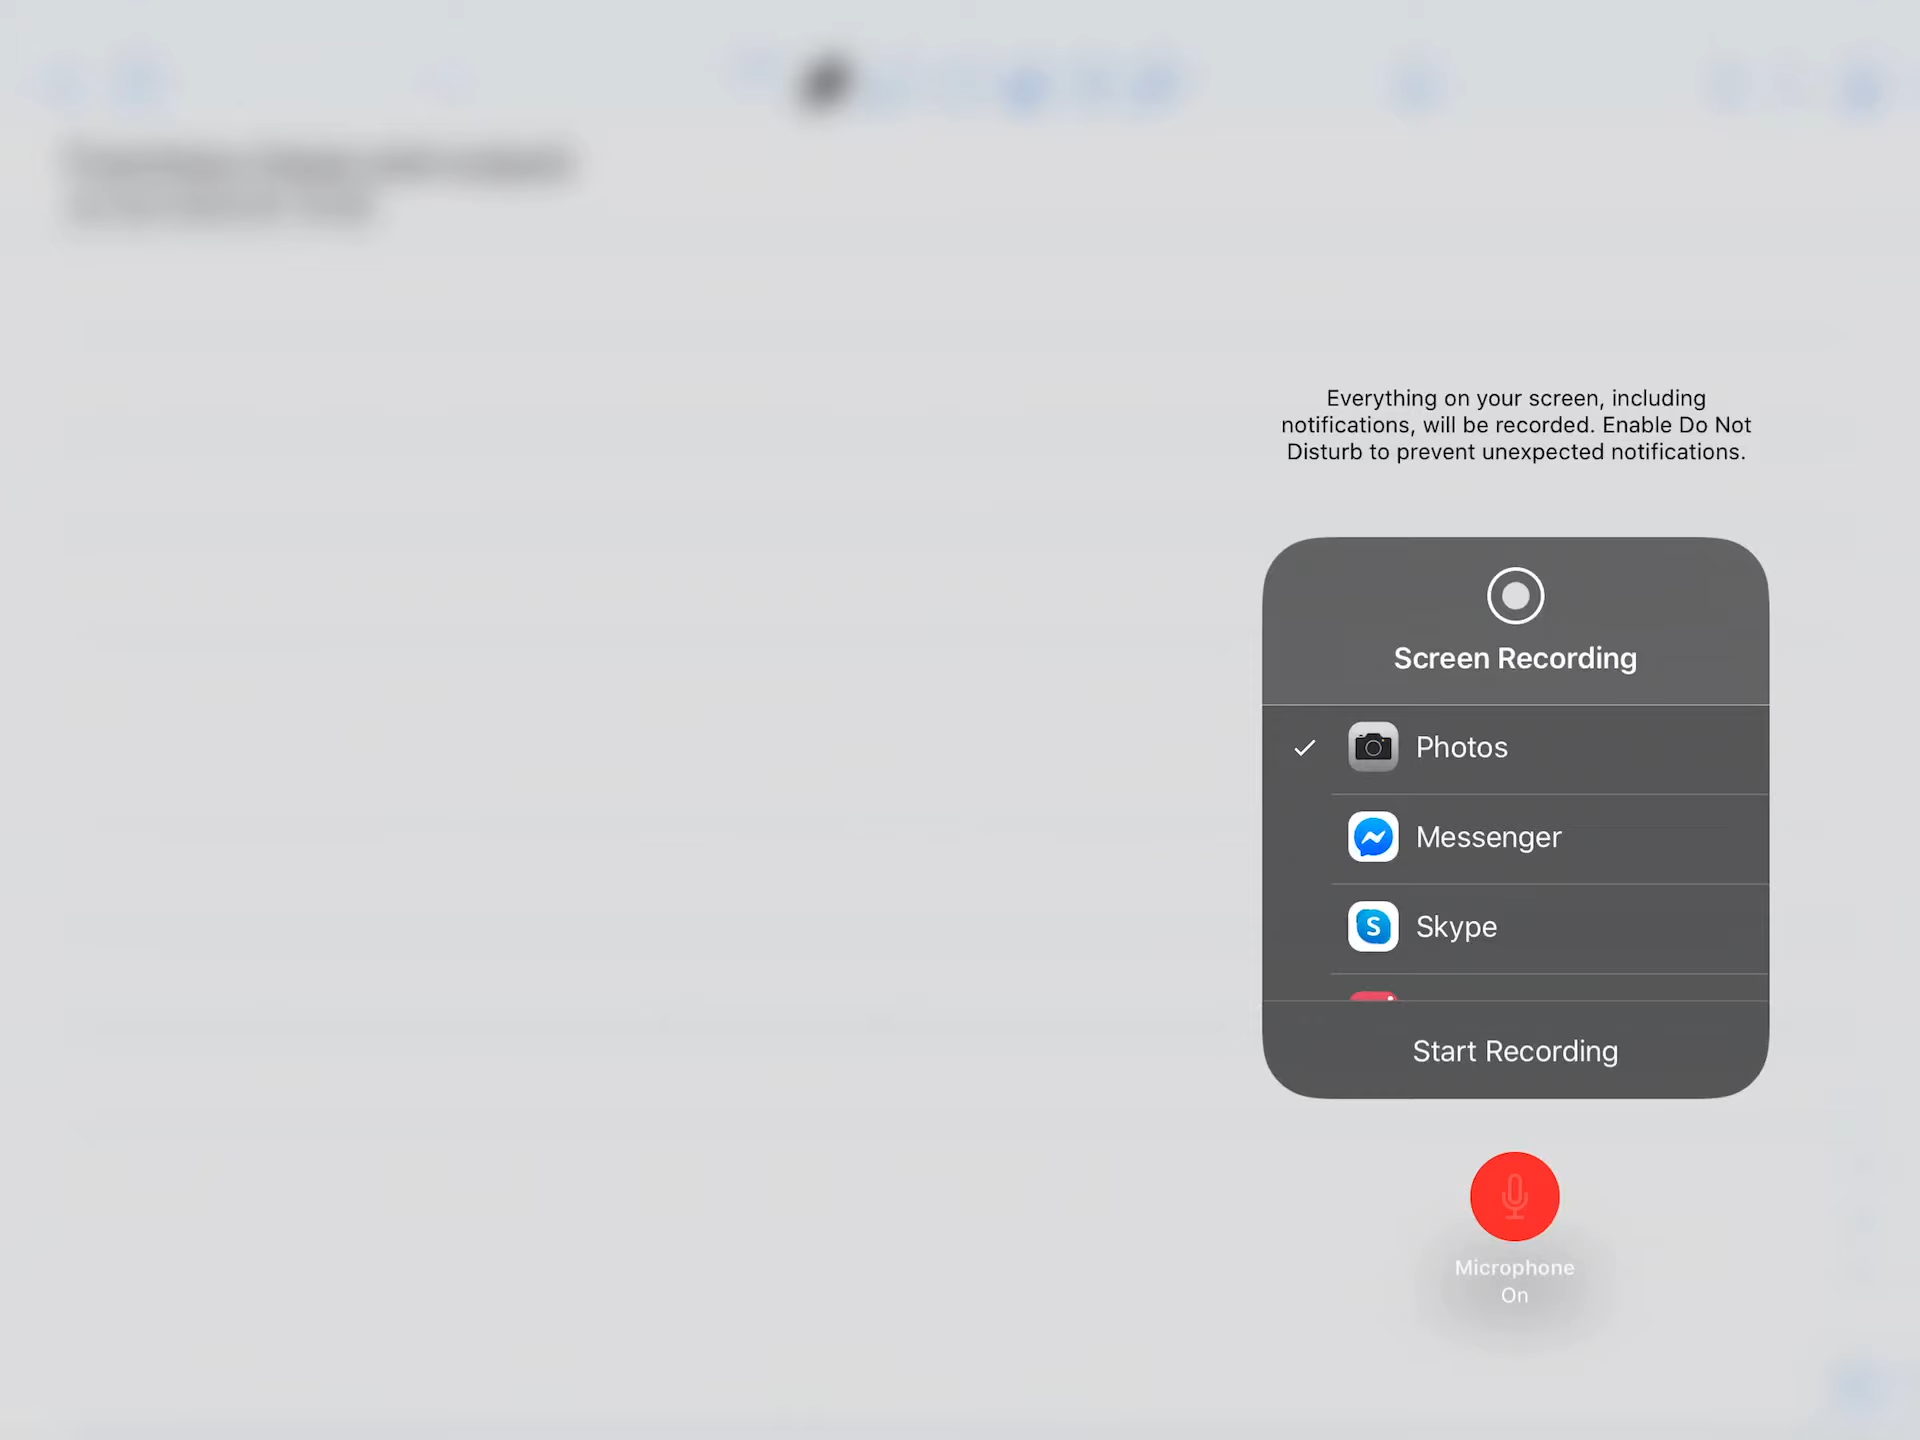 Everything on your screen, including
notifications, will be recorded. Enable Do Not
Disturb to prevent unexpected notifications.
Screen Recording
Photos
Messenger
S
Skype
Start Recording
Microphone
On